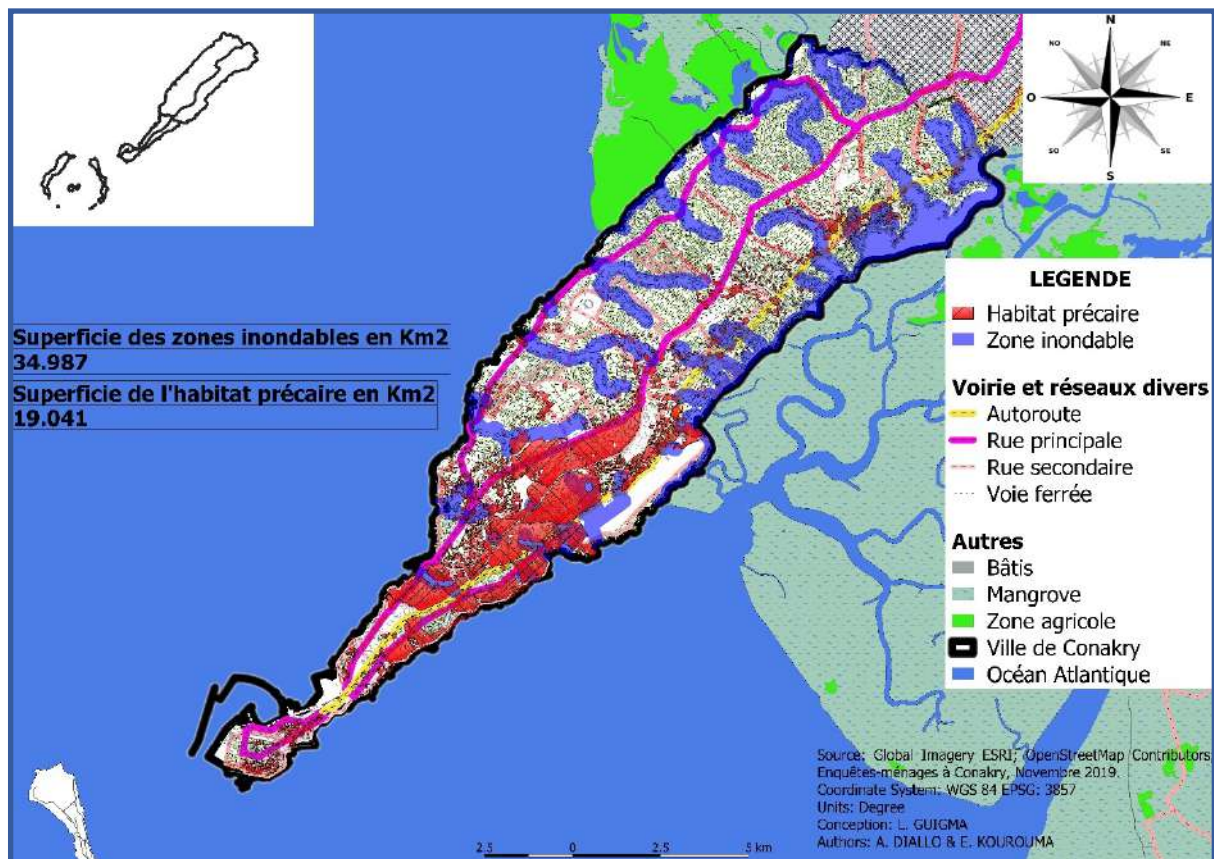 N
NO
NE
O
E
SO
SE
S
Superficie des zones inondables en Km2
34.987
Superficie de l'habitat précaire en Km2
19.041
LEGENDE
Habitat précaire
Zone inondable
Voirie et réseaux divers
Autoroute
Rue principale
Rue secondaire
Voie ferrée
Autres
Bâtis
Mangrove
Zone agricole
Ville de Conakry
Océan Atlantique
Source: Global Imagery ESRI; OpenStreetMap Contributors
Enquêtes-ménages à Conakry, Novembre 2019.
Coordinate System: WGS 84 EPSG: 3857
Units: Degree
Conception: L. GUIGMA
Authors: A. DIALLO & E. KOUROUMA
2.5 0 2.5 5 km